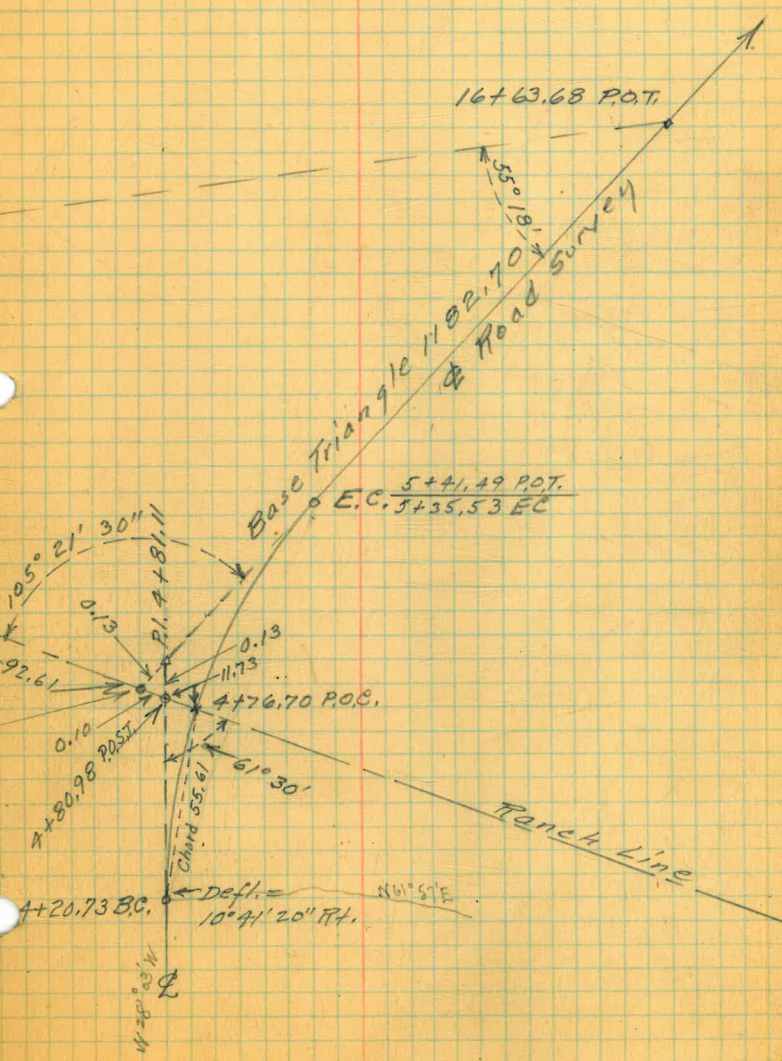 16+63.68 P.O.T.
55° 18'
Base Triangle 1182.70
℄ Road Survey
E.C. 5+41.49 P.O.T.
5+35.53 EC
105° 21' 30"
P.I. 4+81.11
0.13
0.13
92.61
11.73
4+76.70 P.O.C.
0.10
4+80.98 P.O.S.T.
61° 30'
Chord 55.61
Ranch Line
4+20.73 B.C.
Defl. =
10° 41' 20" Rt.
N61°57'E
N 28° 03' W
℄